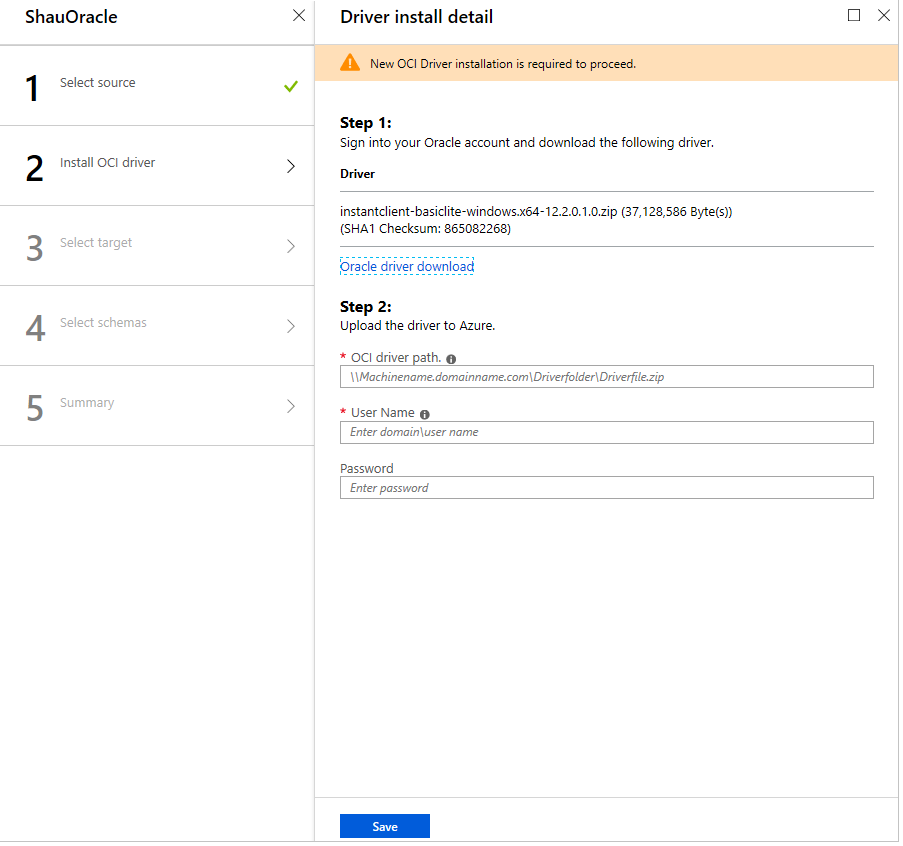 ShauOracle
1
Select source
2
Install OCI driver
3
Select target
4
Select schemas
5
Summary
Driver install detail
New OCI Driver installation is required to proceed.
Step 1:
Sign into your Oracle account and download the following driver.
Driver
instantclient-basiclite-windows.x64-12.2.0.1.0.zip (37,128,586 Byte(s))
(SHA1 Checksum: 865082268)
Oracle driver download
Step 2:
Upload the driver to Azure.
* OCI driver path.
\\Machinename.domainname.com\Driverfolder\Driverfile.zip
* User Name
Enter domain\user name
Password
Enter password
Save